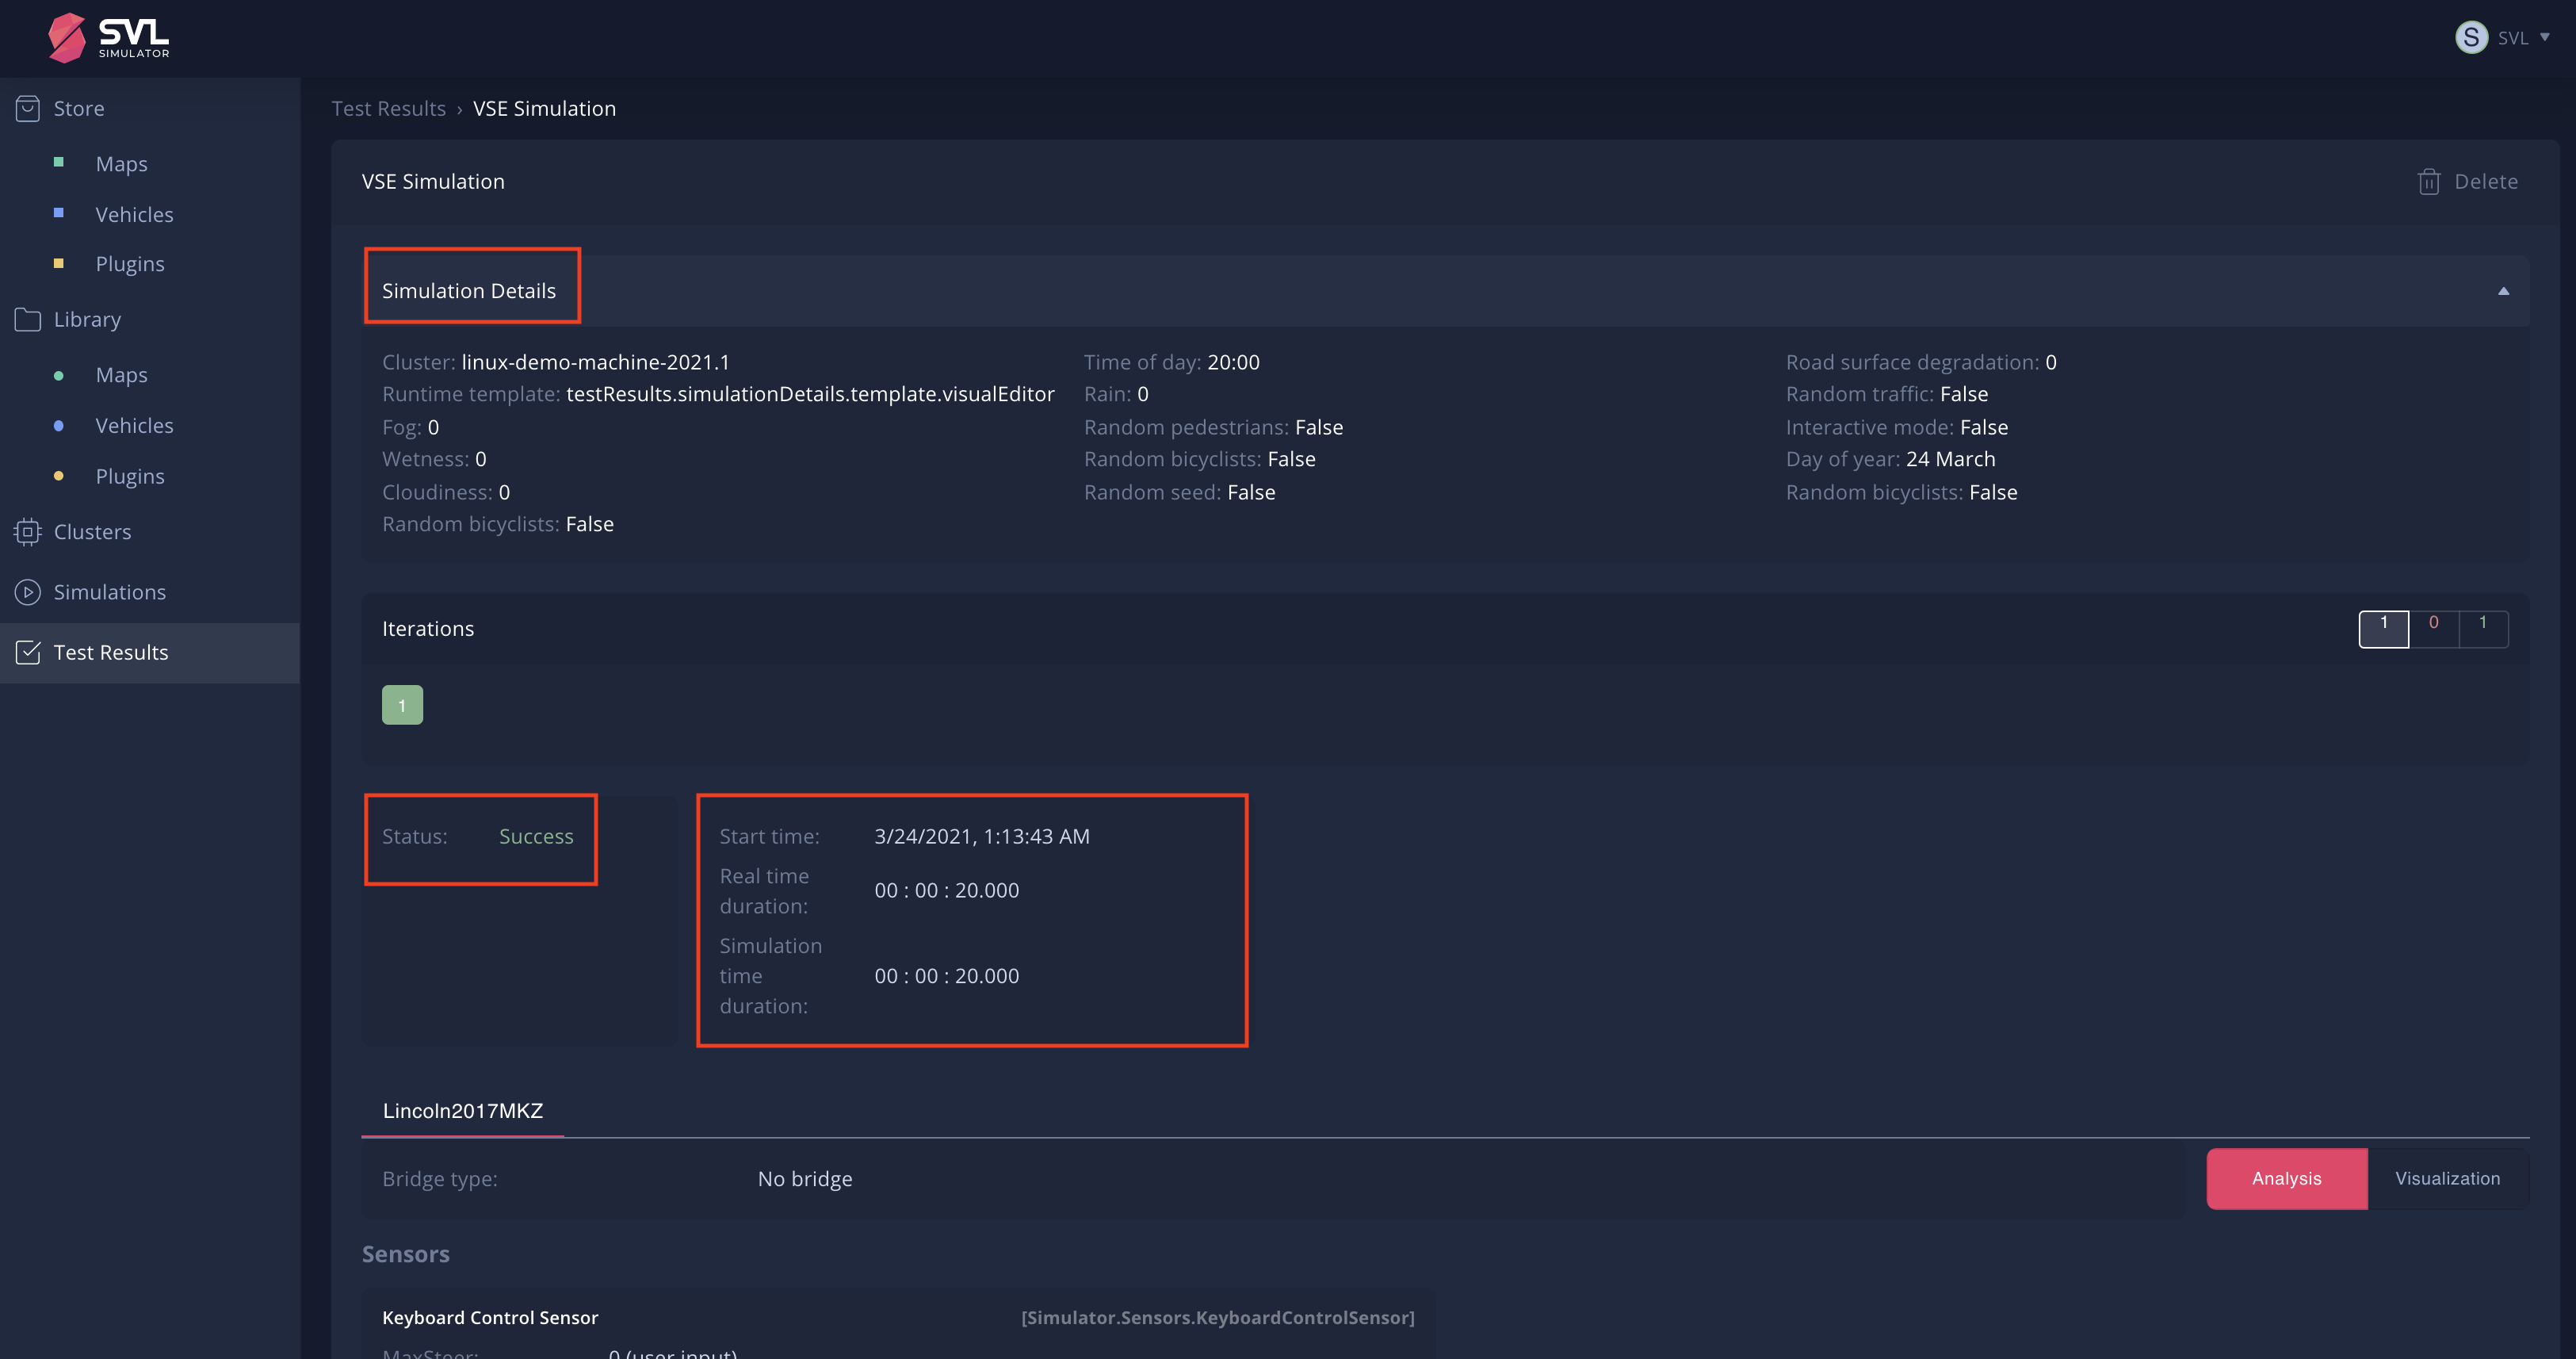 SVL
SIMULATOR
S SVL
Store
Maps
Vehicles
Plugins
Library
Maps
Vehicles
Plugins
Clusters
Simulations
Test Results
Test Results › VSE Simulation
VSE Simulation
Delete
Simulation Details
Cluster: linux-demo-machine-2021.1
Runtime template: testResults.simulationDetails.template.visualEditor
Fog: 0
Wetness: 0
Cloudiness: 0
Random bicyclists: False
Time of day: 20:00
Rain: 0
Random pedestrians: False
Random bicyclists: False
Random seed: False
Road surface degradation: 0
Random traffic: False
Interactive mode: False
Day of year: 24 March
Random bicyclists: False
Iterations
1 0 1
1
Status: Success
Start time: 3/24/2021, 1:13:43 AM
Real time
duration:
00 : 00 : 20.000
Simulation
time
duration:
00 : 00 : 20.000
Lincoln2017MKZ
Bridge type: No bridge
Analysis
Visualization
Sensors
Keyboard Control Sensor [Simulator.Sensors.KeyboardControlSensor]
MaxSteer: 0 (user input)